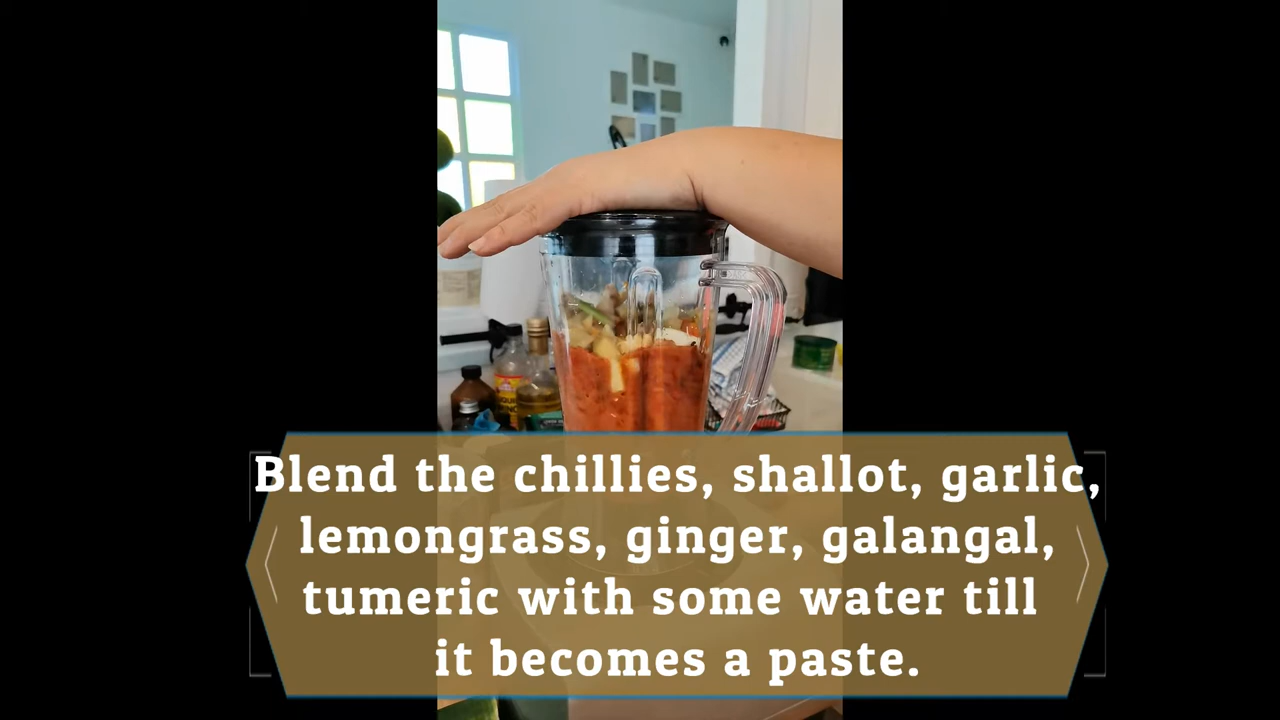 Blend the chillies, shallot, garlic,
lemongrass, ginger, galangal,
tumeric with some water till
it becomes a paste.